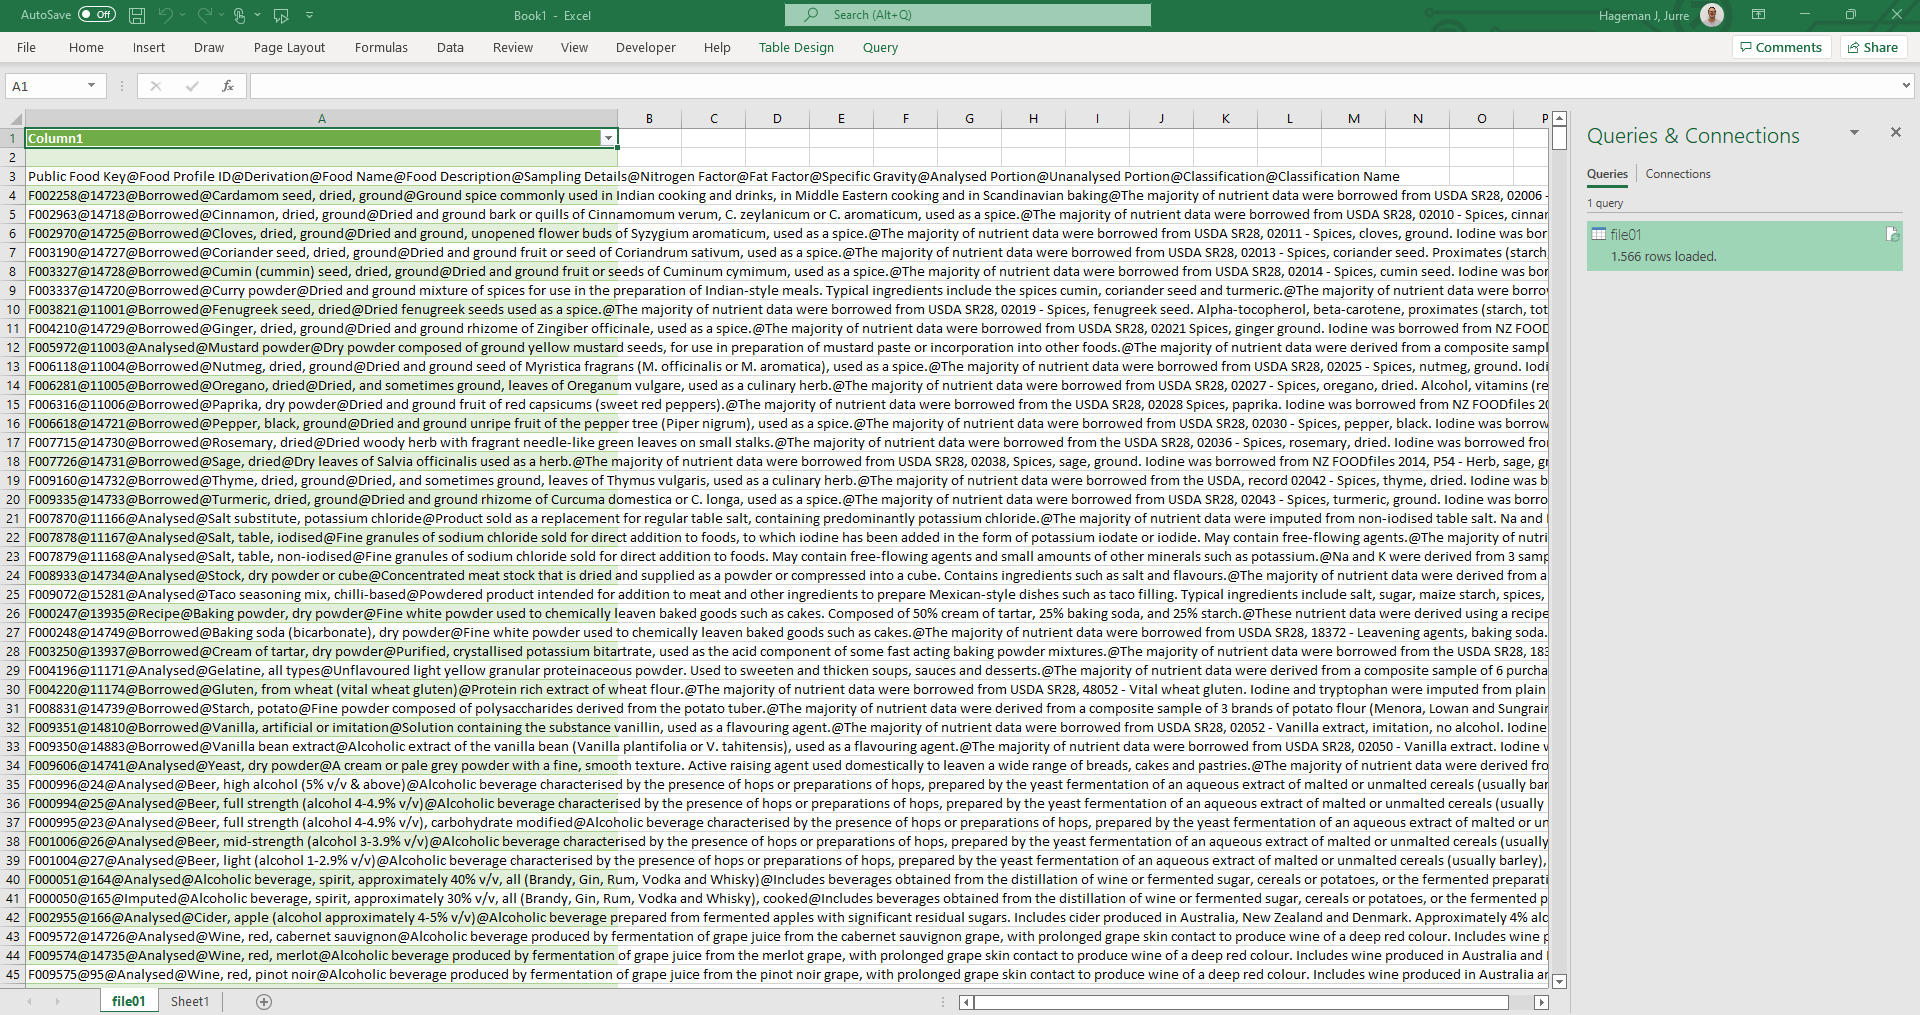 AutoSave Off
Book1 - Excel
Search (Alt+Q)
Hageman J, Jurre
File Home Insert Draw Page Layout Formulas Data Review View Developer Help Table Design Query
Comments Share
A1 fx
A B C D E F G H I J K L M N O P
1 Column1
2
3 Public Food Key@Food Profile ID@Derivation@Food Name@Food Description@Sampling Details@Nitrogen Factor@Fat Factor@Specific Gravity@Analysed Portion@Unanalysed Portion@Classification@Classification Name
4 F002258@14723@Borrowed@Cardamom seed, dried, ground@Ground spice commonly used in Indian cooking and drinks, in Middle Eastern cooking and in Scandinavian baking@The majority of nutrient data were borrowed from USDA SR28, 02006 -
5 F002963@14718@Borrowed@Cinnamon, dried, ground@Dried and ground bark or quills of Cinnamomum verum, C. zeylanicum or C. aromaticum, used as a spice.@The majority of nutrient data were borrowed from USDA SR28, 02010 - Spices, cinnar
6 F002970@14725@Borrowed@Cloves, dried, ground@Dried and ground, unopened flower buds of Syzygium aromaticum, used as a spice.@The majority of nutrient data were borrowed from USDA SR28, 02011 - Spices, cloves, ground. Iodine was bor
7 F003190@14727@Borrowed@Coriander seed, dried, ground@Dried and ground fruit or seed of Coriandrum sativum, used as a spice.@The majority of nutrient data were borrowed from USDA SR28, 02013 - Spices, coriander seed. Proximates (starch,
8 F003327@14728@Borrowed@Cumin (cummin) seed, dried, ground@Dried and ground fruit or seeds of Cuminum cymimum, used as a spice.@The majority of nutrient data were borrowed from USDA SR28, 02014 - Spices, cumin seed. Iodine was bor
9 F003337@14720@Borrowed@Curry powder@Dried and ground mixture of spices for use in the preparation of Indian-style meals. Typical ingredients include the spices cumin, coriander seed and turmeric.@The majority of nutrient data were borrov
10 F003821@11001@Borrowed@Fenugreek seed, dried@Dried fenugreek seeds used as a spice.@The majority of nutrient data were borrowed from USDA SR28, 02019 - Spices, fenugreek seed. Alpha-tocopherol, beta-carotene, proximates (starch, tot
11 F004210@14729@Borrowed@Ginger, dried, ground@Dried and ground rhizome of Zingiber officinale, used as a spice.@The majority of nutrient data were borrowed from USDA SR28, 02021 Spices, ginger ground. Iodine was borrowed from NZ FOOD
12 F005972@11003@Analysed@Mustard powder@Dry powder composed of ground yellow mustard seeds, for use in preparation of mustard paste or incorporation into other foods.@The majority of nutrient data were derived from a composite sampl
13 F006118@11004@Borrowed@Nutmeg, dried, ground@Dried and ground seed of Myristica fragrans (M. officinalis or M. aromatica), used as a spice.@The majority of nutrient data were borrowed from USDA SR28, 02025 - Spices, nutmeg, ground. Iodi
14 F006281@11005@Borrowed@Oregano, dried@Dried, and sometimes ground, leaves of Oreganum vulgare, used as a culinary herb.@The majority of nutrient data were borrowed from USDA SR28, 02027 - Spices, oregano, dried. Alcohol, vitamins (re
15 F006316@11006@Borrowed@Paprika, dry powder@Dried and ground fruit of red capsicums (sweet red peppers).@The majority of nutrient data were borrowed from the USDA SR28, 02028 Spices, paprika. Iodine was borrowed from NZ FOODfiles 20
16 F006618@14721@Borrowed@Pepper, black, ground@Dried and ground unripe fruit of the pepper tree (Piper nigrum), used as a spice.@The majority of nutrient data were borrowed from USDA SR28, 02030 - Spices, pepper, black. Iodine was borrow
17 F007715@14730@Borrowed@Rosemary, dried@Dried woody herb with fragrant needle-like green leaves on small stalks.@The majority of nutrient data were borrowed from the USDA SR28, 02036 - Spices, rosemary, dried. Iodine was borrowed fro
18 F007726@14731@Borrowed@Sage, dried@Dry leaves of Salvia officinalis used as a herb.@The majority of nutrient data were borrowed from USDA SR28, 02038, Spices, sage, ground. Iodine was borrowed from NZ FOODfiles 2014, P54 - Herb, sage, gr
19 F009160@14732@Borrowed@Thyme, dried, ground@Dried, and sometimes ground, leaves of Thymus vulgaris, used as a culinary herb.@The majority of nutrient data were borrowed from the USDA, record 02042 - Spices, thyme, dried. Iodine was b
20 F009335@14733@Borrowed@Turmeric, dried, ground@Dried and ground rhizome of Curcuma domestica or C. longa, used as a spice.@The majority of nutrient data were borrowed from USDA SR28, 02043 - Spices, turmeric, ground. Iodine was borro
21 F007870@11166@Analysed@Salt substitute, potassium chloride@Product sold as a replacement for regular table salt, containing predominantly potassium chloride.@The majority of nutrient data were imputed from non-iodised table salt. Na and I
22 F007878@11167@Analysed@Salt, table, iodised@Fine granules of sodium chloride sold for direct addition to foods, to which iodine has been added in the form of potassium iodate or iodide. May contain free-flowing agents.@The majority of nutri
23 F007879@11168@Analysed@Salt, table, non-iodised@Fine granules of sodium chloride sold for direct addition to foods. May contain free-flowing agents and small amounts of other minerals such as potassium.@Na and K were derived from 3 samp
24 F008933@14734@Analysed@Stock, dry powder or cube@Concentrated meat stock that is dried and supplied as a powder or compressed into a cube. Contains ingredients such as salt and flavours.@The majority of nutrient data were derived from a
25 F009072@15281@Analysed@Taco seasoning mix, chilli-based@Powdered product intended for addition to meat and other ingredients to prepare Mexican-style dishes such as taco filling. Typical ingredients include salt, sugar, maize starch, spices,
26 F000247@13935@Recipe@Baking powder, dry powder@Fine white powder used to chemically leaven baked goods such as cakes. Composed of 50% cream of tartar, 25% baking soda, and 25% starch.@These nutrient data were derived using a recipe
27 F000248@14749@Borrowed@Baking soda (bicarbonate), dry powder@Fine white powder used to chemically leaven baked goods such as cakes.@The majority of nutrient data were borrowed from USDA SR28, 18372 - Leavening agents, baking soda.
28 F003250@13937@Borrowed@Cream of tartar, dry powder@Purified, crystallised potassium bitartrate, used as the acid component of some fast acting baking powder mixtures.@The majority of nutrient data were borrowed from the USDA SR28, 183
29 F004196@11171@Analysed@Gelatine, all types@Unflavoured light yellow granular proteinaceous powder. Used to sweeten and thicken soups, sauces and desserts.@The majority of nutrient data were derived from a composite sample of 6 purcha
30 F004220@11174@Borrowed@Gluten, from wheat (vital wheat gluten)@Protein rich extract of wheat flour.@The majority of nutrient data were borrowed from USDA SR28, 48052 - Vital wheat gluten. Iodine and tryptophan were imputed from plain
31 F008831@14739@Borrowed@Starch, potato@Fine powder composed of polysaccharides derived from the potato tuber.@The majority of nutrient data were derived from a composite sample of 3 brands of potato flour (Menora, Lowan and Sungrain
32 F009351@14810@Borrowed@Vanilla, artificial or imitation@Solution containing the substance vanillin, used as a flavouring agent.@The majority of nutrient data were borrowed from USDA SR28, 02052 - Vanilla extract, imitation, no alcohol. Iodine
33 F009350@14883@Borrowed@Vanilla bean extract@Alcoholic extract of the vanilla bean (Vanilla plantifolia or V. tahitensis), used as a flavouring agent.@The majority of nutrient data were borrowed from USDA SR28, 02050 - Vanilla extract. Iodine v
34 F009606@14741@Analysed@Yeast, dry powder@A cream or pale grey powder with a fine, smooth texture. Active raising agent used domestically to leaven a wide range of breads, cakes and pastries.@The majority of nutrient data were derived fro
35 F000996@24@Analysed@Beer, high alcohol (5% v/v & above)@Alcoholic beverage characterised by the presence of hops or preparations of hops, prepared by the yeast fermentation of an aqueous extract of malted or unmalted cereals (usually bar
36 F000994@25@Analysed@Beer, full strength (alcohol 4-4.9% v/v)@Alcoholic beverage characterised by the presence of hops or preparations of hops, prepared by the yeast fermentation of an aqueous extract of malted or unmalted cereals (usually
37 F000995@23@Analysed@Beer, full strength (alcohol 4-4.9% v/v), carbohydrate modified@Alcoholic beverage characterised by the presence of hops or preparations of hops, prepared by the yeast fermentation of an aqueous extract of malted or un
38 F001006@26@Analysed@Beer, mid-strength (alcohol 3-3.9% v/v)@Alcoholic beverage characterised by the presence of hops or preparations of hops, prepared by the yeast fermentation of an aqueous extract of malted or unmalted cereals (usually
39 F001004@27@Analysed@Beer, light (alcohol 1-2.9% v/v)@Alcoholic beverage characterised by the presence of hops or preparations of hops, prepared by the yeast fermentation of an aqueous extract of malted or unmalted cereals (usually barley),
40 F000051@164@Analysed@Alcoholic beverage, spirit, approximately 40% v/v, all (Brandy, Gin, Rum, Vodka and Whisky)@Includes beverages obtained from the distillation of wine or fermented sugar, cereals or potatoes, or the fermented preparati
41 F000050@165@Imputed@Alcoholic beverage, spirit, approximately 30% v/v, all (Brandy, Gin, Rum, Vodka and Whisky), cooked@Includes beverages obtained from the distillation of wine or fermented sugar, cereals or potatoes, or the fermented p
42 F002955@166@Analysed@Cider, apple (alcohol approximately 4-5% v/v)@Alcoholic beverage prepared from fermented apples with significant residual sugars. Includes cider produced in Australia, New Zealand and Denmark. Approximately 4% alc
43 F009572@14726@Analysed@Wine, red, cabernet sauvignon@Alcoholic beverage produced by fermentation of grape juice from the cabernet sauvignon grape, with prolonged grape skin contact to produce wine of a deep red colour. Includes wine p
44 F009574@14735@Analysed@Wine, red, merlot@Alcoholic beverage produced by fermentation of grape juice from the merlot grape, with prolonged grape skin contact to produce wine of a deep red colour. Includes wine produced in Australia and I
45 F009575@95@Analysed@Wine, red, pinot noir@Alcoholic beverage produced by fermentation of grape juice from the pinot noir grape, with prolonged grape skin contact to produce wine of a deep red colour. Includes wine produced in Australia ar
file01 Sheet1
Queries & Connections
Queries Connections
1 query
file01
1.566 rows loaded.